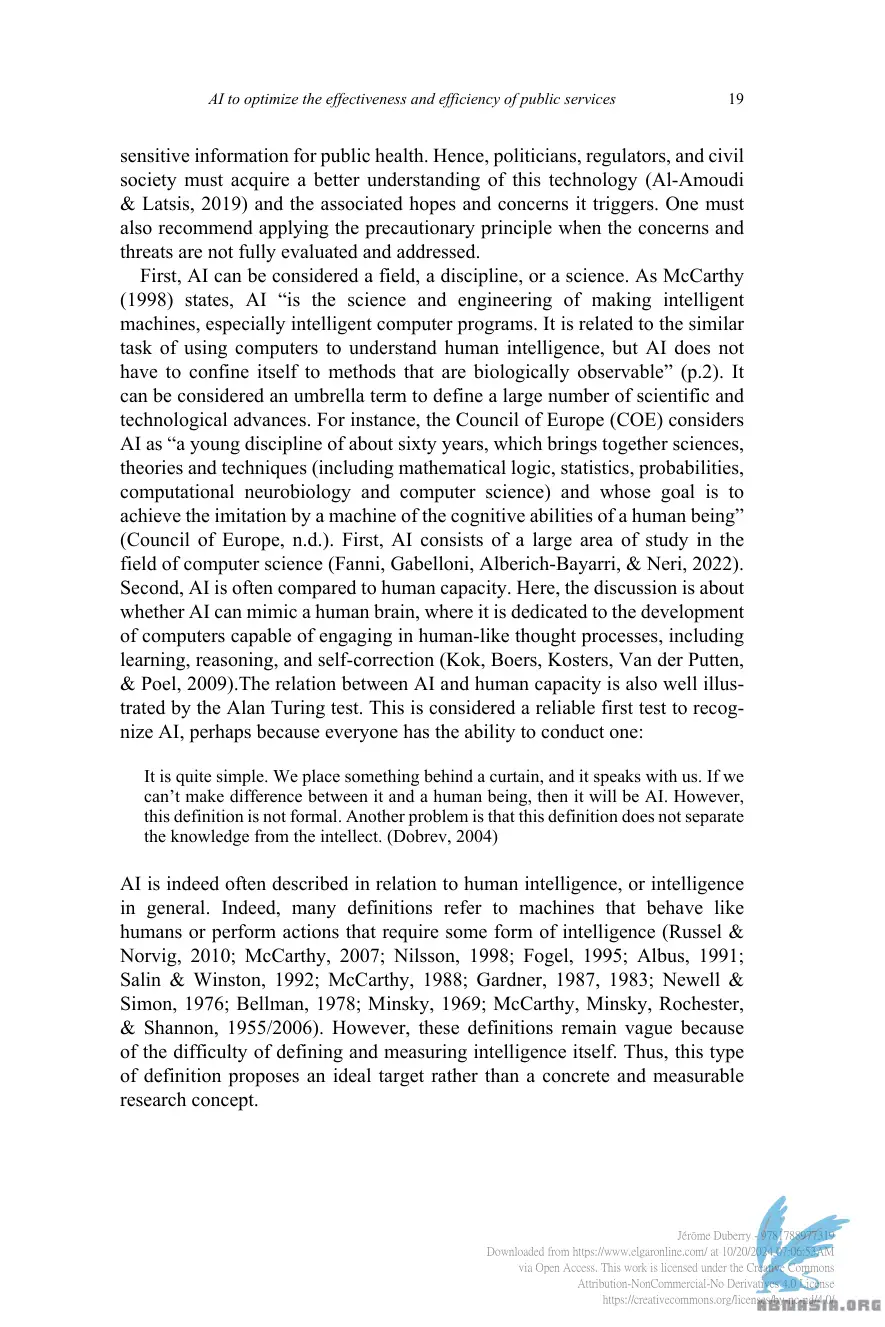 AI to optimize the effectiveness and efficiency of public services 19
sensitive information for public health. Hence, politicians, regulators, and civil
society must acquire a better understanding of this technology (Al-Amoudi
& Latsis, 2019) and the associated hopes and concerns it triggers. One must
also recommend applying the precautionary principle when the concerns and
threats are not fully evaluated and addressed.
First, AI can be considered a field, a discipline, or a science. As McCarthy
(1998) states, AI “is the science and engineering of making intelligent
machines, especially intelligent computer programs. It is related to the similar
task of using computers to understand human intelligence, but AI does not
have to confine itself to methods that are biologically observable” (p.2). It
can be considered an umbrella term to define a large number of scientific and
technological advances. For instance, the Council of Europe (COE) considers
AI as “a young discipline of about sixty years, which brings together sciences,
theories and techniques (including mathematical logic, statistics, probabilities,
computational neurobiology and computer science) and whose goal is to
achieve the imitation by a machine of the cognitive abilities of a human being”
(Council of Europe, n.d.). First, AI consists of a large area of study in the
field of computer science (Fanni, Gabelloni, Alberich-Bayarri, & Neri, 2022).
Second, AI is often compared to human capacity. Here, the discussion is about
whether AI can mimic a human brain, where it is dedicated to the development
of computers capable of engaging in human-like thought processes, including
learning, reasoning, and self-correction (Kok, Boers, Kosters, Van der Putten,
& Poel, 2009).The relation between AI and human capacity is also well illus-
trated by the Alan Turing test. This is considered a reliable first test to recog-
nize AI, perhaps because everyone has the ability to conduct one:
It is quite simple. We place something behind a curtain, and it speaks with us. If we
can’t make difference between it and a human being, then it will be AI. However,
this definition is not formal. Another problem is that this definition does not separate
the knowledge from the intellect. (Dobrev, 2004)
AI is indeed often described in relation to human intelligence, or intelligence
in general. Indeed, many definitions refer to machines that behave like
humans or perform actions that require some form of intelligence (Russel &
Norvig, 2010; McCarthy, 2007; Nilsson, 1998; Fogel, 1995; Albus, 1991;
Salin & Winston, 1992; McCarthy, 1988; Gardner, 1987, 1983; Newell &
Simon, 1976; Bellman, 1978; Minsky, 1969; McCarthy, Minsky, Rochester,
& Shannon, 1955/2006). However, these definitions remain vague because
of the difficulty of defining and measuring intelligence itself. Thus, this type
of definition proposes an ideal target rather than a concrete and measurable
research concept.
Jérôme Duberry - 9781788977319
Downloaded from https://www.elgaronline.com/ at 10/20/2024 07:06:53AM
via Open Access. This work is licensed under the Creative Commons
Attribution-NonCommercial-No Derivatives 4.0 License
https://creativecommons.org/licenses/by-nc-nd/4.0/
ABTMASIA.ORG